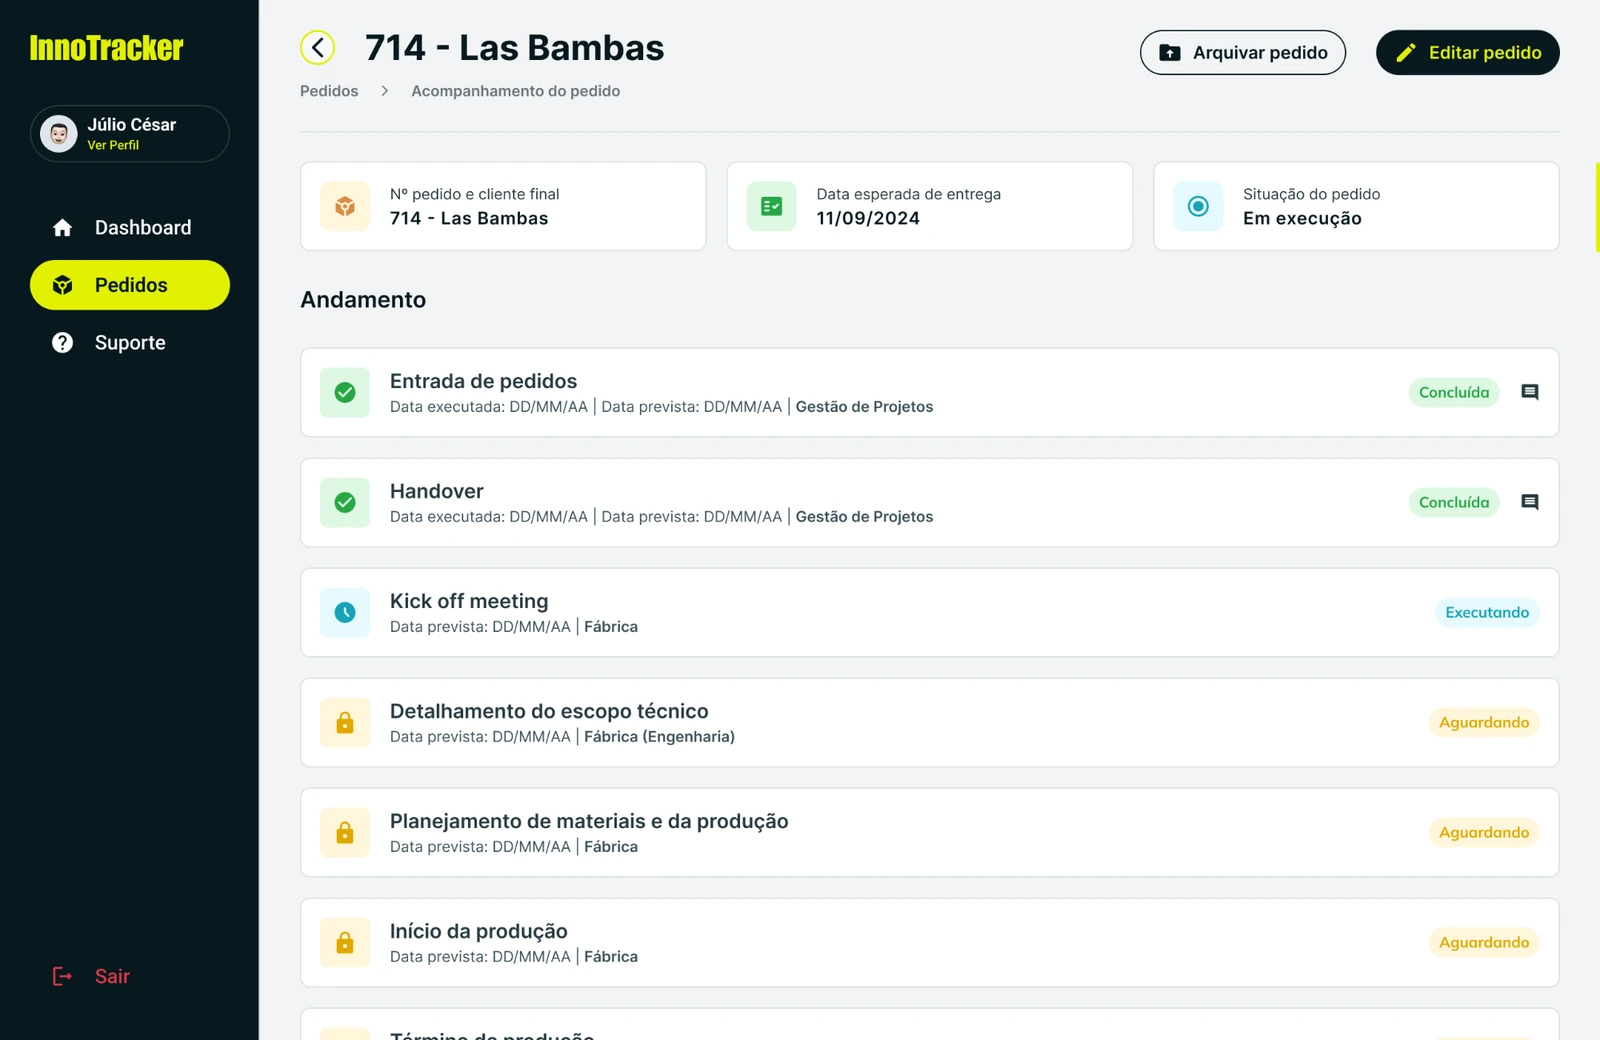 InnoTracker
Júlio César
Ver Perfil
Dashboard
Pedidos
Suporte
Sair
714 - Las Bambas
Pedidos > Acompanhamento do pedido
Arquivar pedido
Editar pedido
Nº pedido e cliente final
714 - Las Bambas
Data esperada de entrega
11/09/2024
Situação do pedido
Em execução
Andamento
Entrada de pedidos
Data executada: DD/MM/AA | Data prevista: DD/MM/AA | Gestão de Projetos
Concluída
Handover
Data executada: DD/MM/AA | Data prevista: DD/MM/AA | Gestão de Projetos
Concluída
Kick off meeting
Data prevista: DD/MM/AA | Fábrica
Executando
Detalhamento do escopo técnico
Data prevista: DD/MM/AA | Fábrica (Engenharia)
Aguardando
Planejamento de materiais e da produção
Data prevista: DD/MM/AA | Fábrica
Aguardando
Início da produção
Data prevista: DD/MM/AA | Fábrica
Aguardando
Término de produção